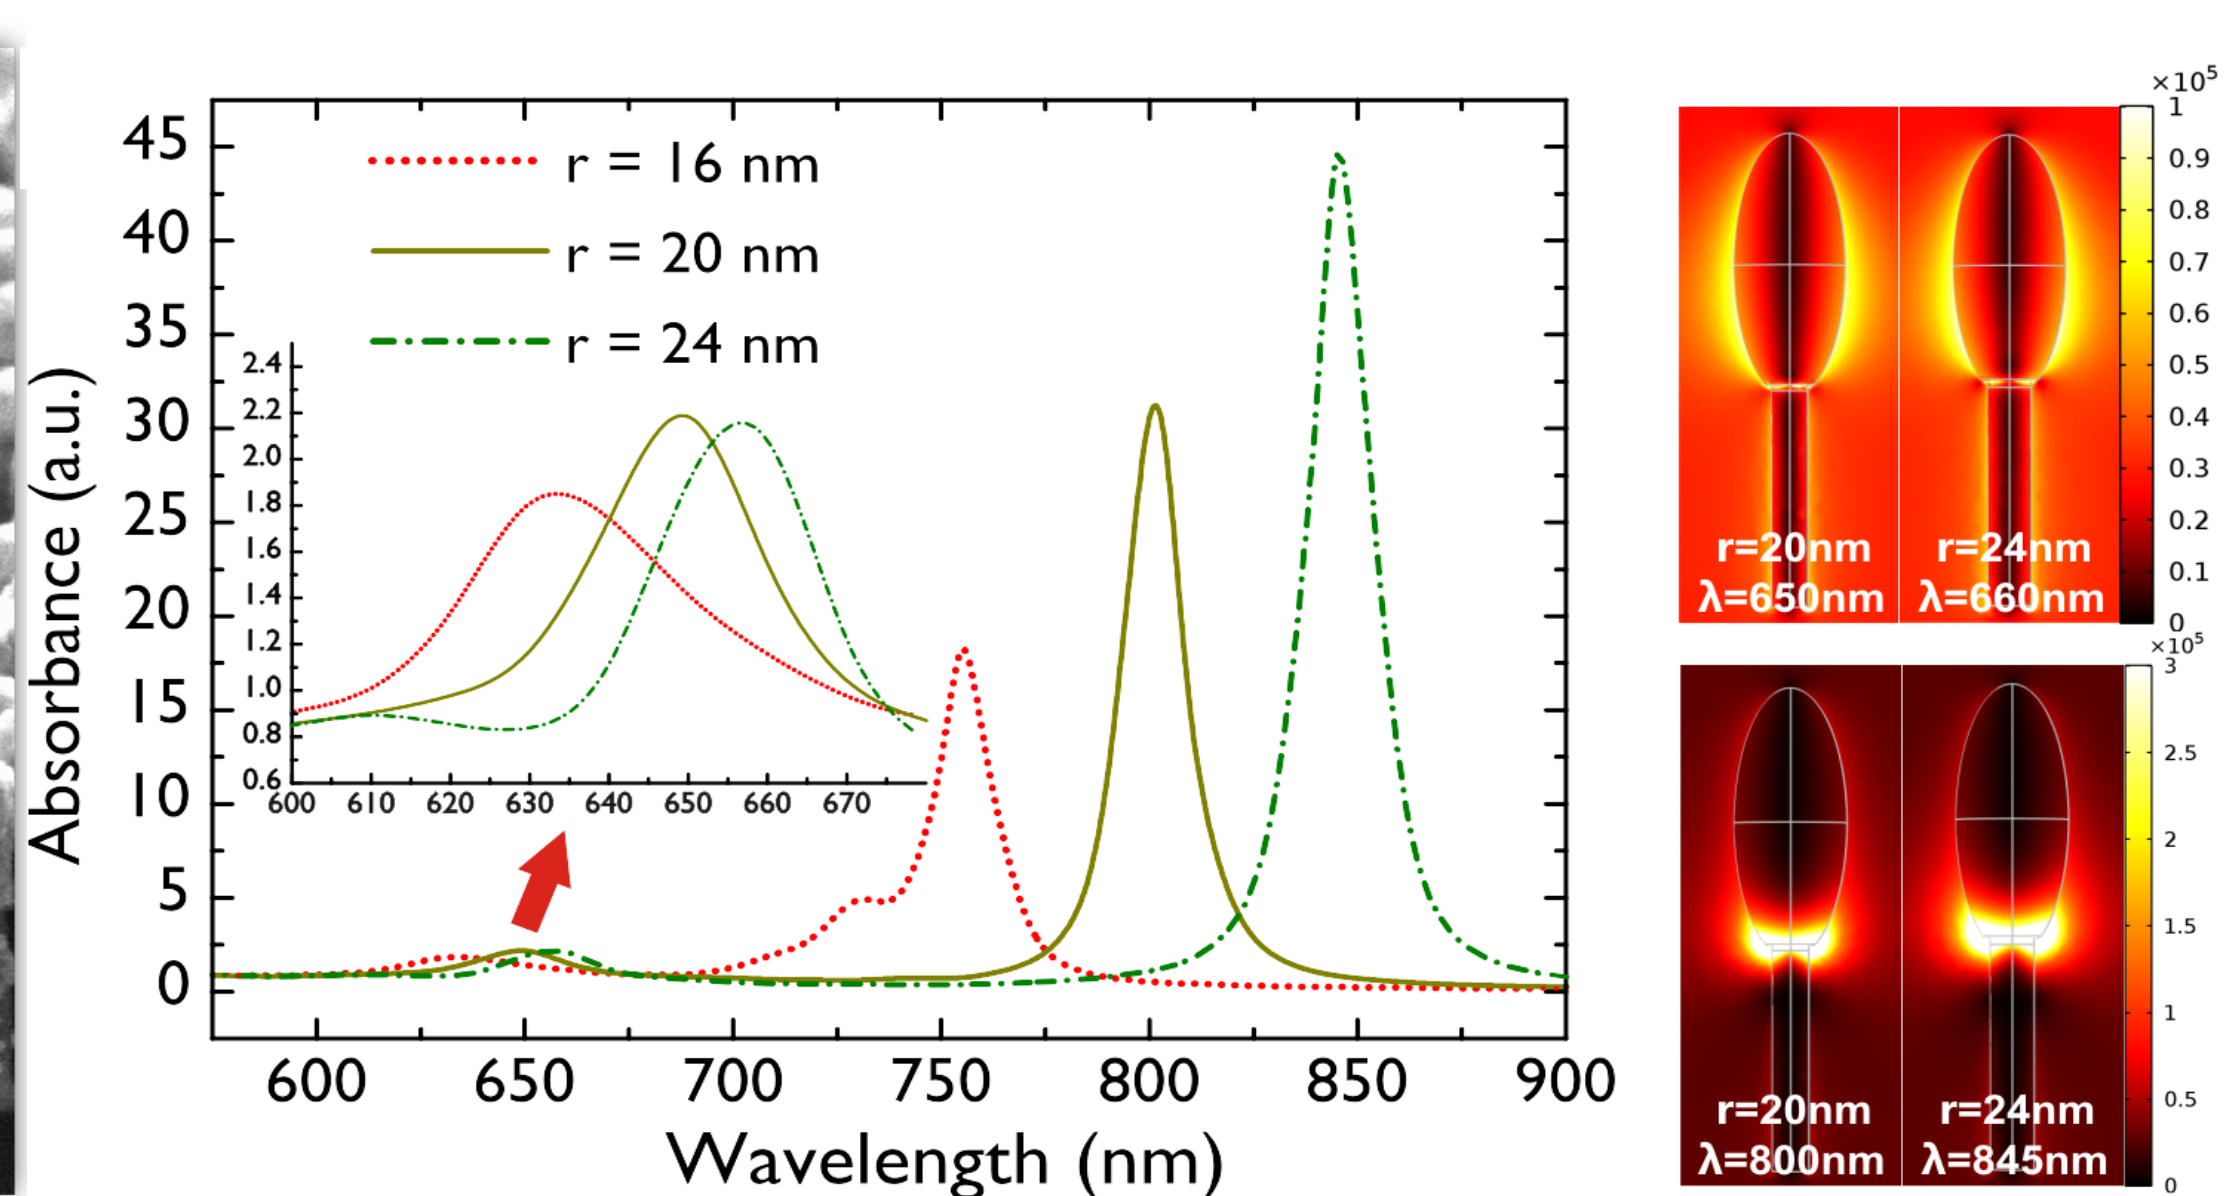 Absorbance (a.u.)
45
40
35
30
25
20
15
10
5
0
r = 16 nm
r = 20 nm
r = 24 nm
2.4
2.2
2.0
1.8
1.6
1.4
1.2
1.0
0.8
0.6
600 610 620 630 640 650 660 670
600 650 700 750 800 850 900
Wavelength (nm)
×10⁵
1
0.9
0.8
0.7
0.6
0.5
0.4
0.3
0.2
0.1
0
r=20nm
λ=650nm
r=24nm
λ=660nm
×10⁵
3
2.5
2
1.5
1
0.5
0
r=20nm
λ=800nm
r=24nm
λ=845nm